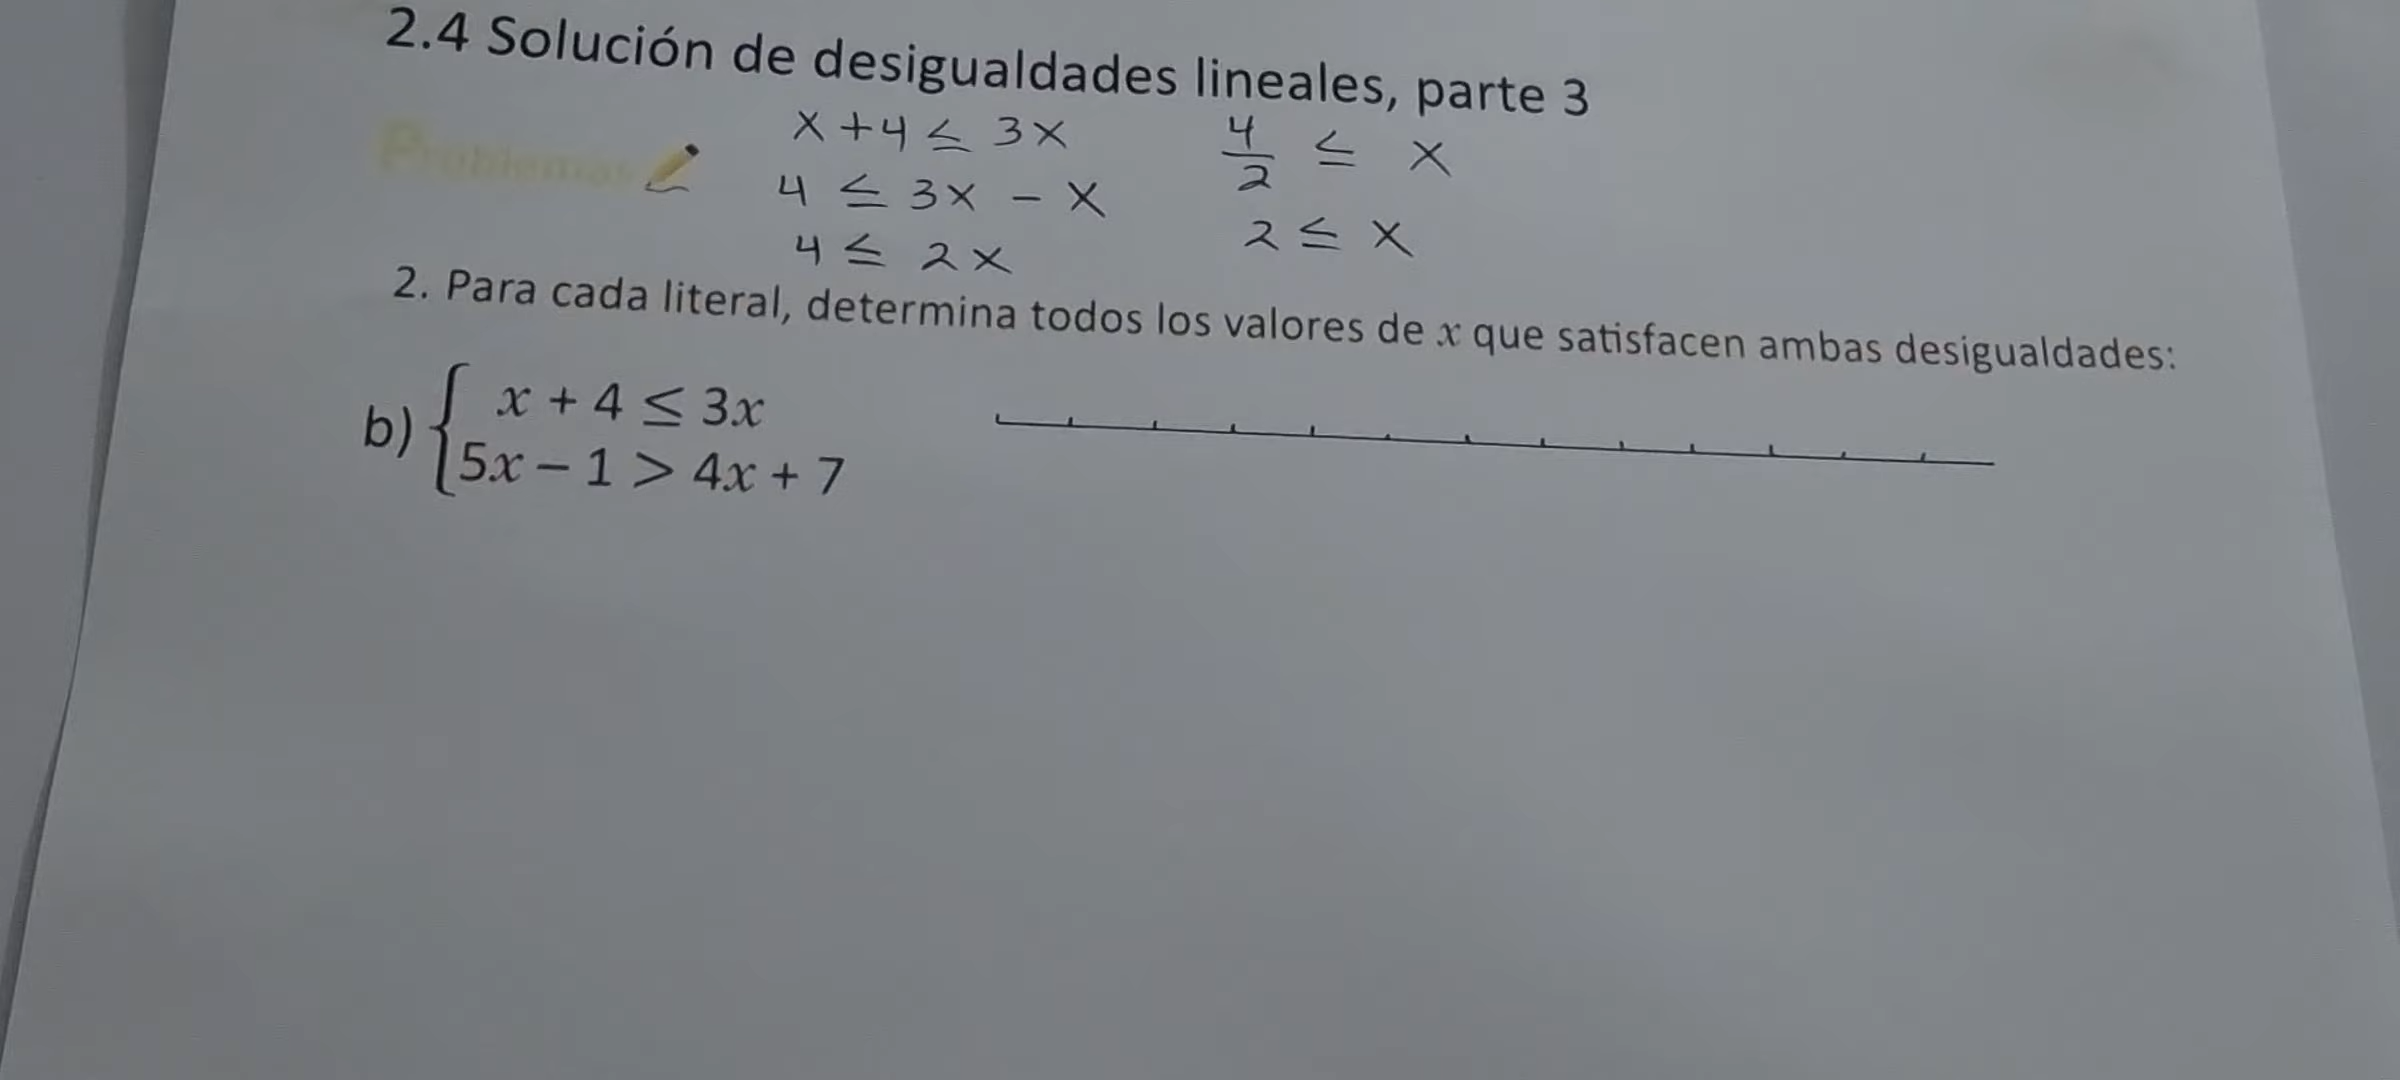 2.4 Solución de desigualdades lineales, parte 3
Problemas
x + 4 ≤ 3x
4 ≤ 3x - x
4 ≤ 2x
4/2 ≤ x
2 ≤ x
2. Para cada literal, determina todos los valores de x que satisfacen ambas desigualdades:
b) { x + 4 ≤ 3x
5x − 1 > 4x + 7